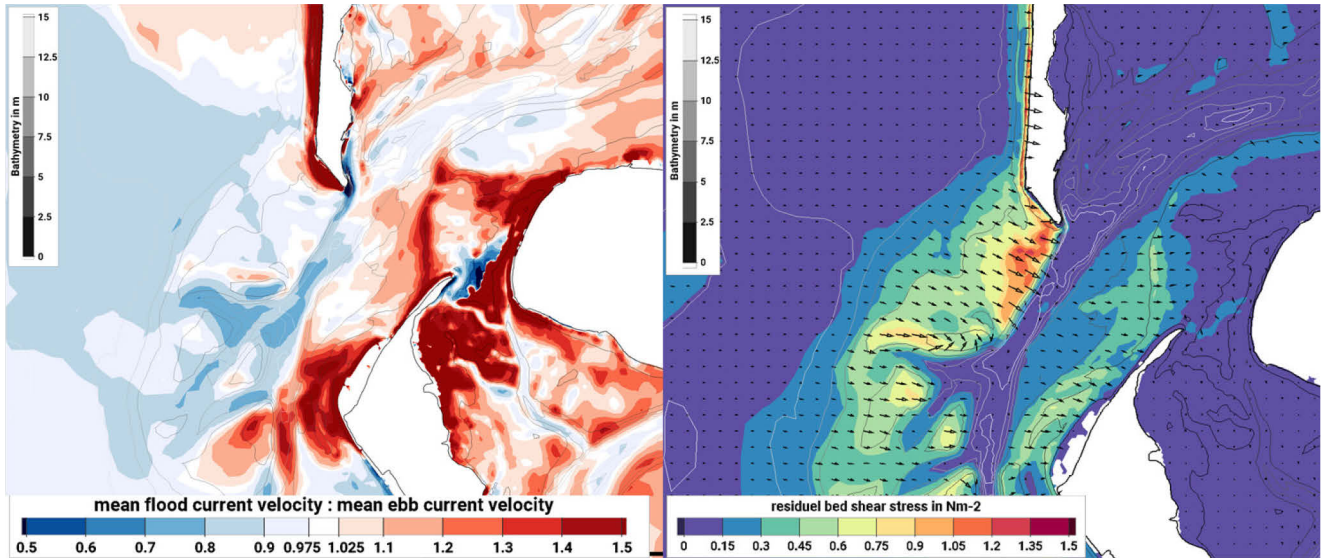 15
12.5
10
7.5
5
2.5
0
Bathymetry in m
mean flood current velocity : mean ebb current velocity
0.5 0.6 0.7 0.8 0.9 0.975 1.025 1.1 1.2 1.3 1.4 1.5
15
12.5
10
7.5
5
2.5
0
Bathymetry in m
residuel bed shear stress in Nm-2
0 0.15 0.3 0.45 0.6 0.75 0.9 1.05 1.2 1.35 1.5